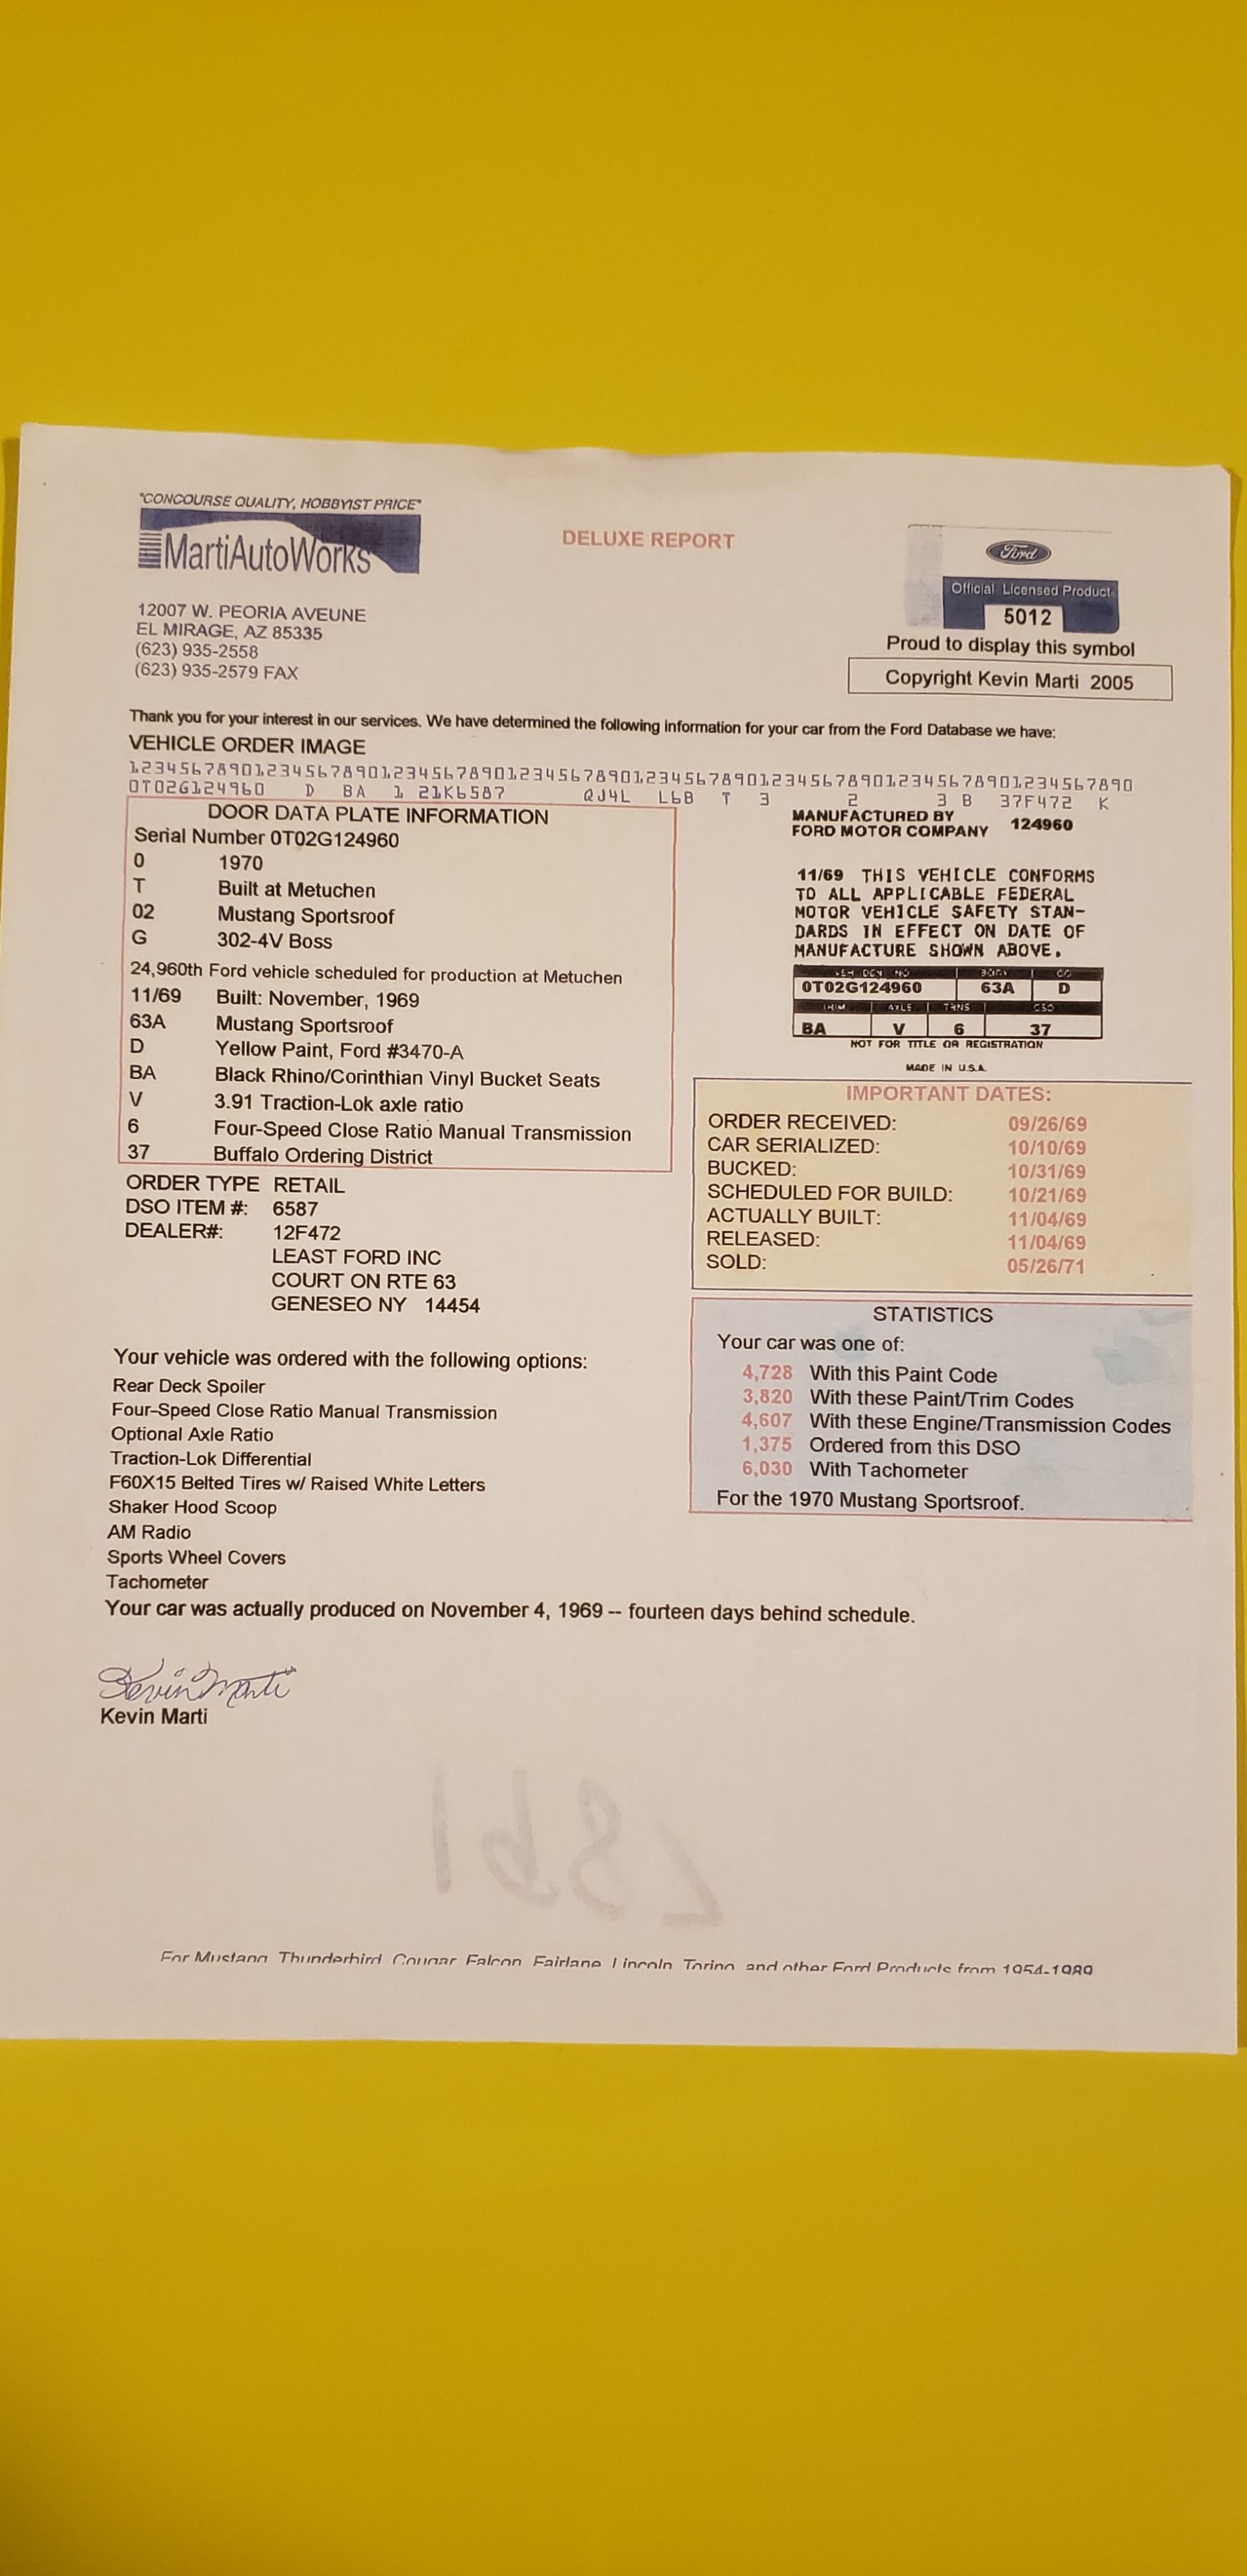 "CONCOURSE QUALITY, HOBBYIST PRICE"
MartiAutoWorks
DELUXE REPORT
Ford
Official Licensed Product
5012
Proud to display this symbol
Copyright Kevin Marti 2005
12007 W. PEORIA AVEUNE
EL MIRAGE, AZ 85335
(623) 935-2558
(623) 935-2579 FAX
Thank you for your interest in our services. We have determined the following information for your car from the Ford Database we have:
VEHICLE ORDER IMAGE
12345678901234567890123456789012345678901234567890123456789012345678901234567890
0T02G124960 D BA 1 21K6587 QJ4L L6B T 3 2 3 B 37F472 K
DOOR DATA PLATE INFORMATION
Serial Number 0T02G124960
0 1970
T Built at Metuchen
02 Mustang Sportsroof
G 302-4V Boss
24,960th Ford vehicle scheduled for production at Metuchen
11/69 Built: November, 1969
63A Mustang Sportsroof
D Yellow Paint, Ford #3470-A
BA Black Rhino/Corinthian Vinyl Bucket Seats
V 3.91 Traction-Lok axle ratio
6 Four-Speed Close Ratio Manual Transmission
37 Buffalo Ordering District
MANUFACTURED BY
FORD MOTOR COMPANY 124960
11/69 THIS VEHICLE CONFORMS
TO ALL APPLICABLE FEDERAL
MOTOR VEHICLE SAFETY STAN-
DARDS IN EFFECT ON DATE OF
MANUFACTURE SHOWN ABOVE.
0T02G124960 63A D
BA V 6 37
NOT FOR TITLE OR REGISTRATION
MADE IN U.S.A.
ORDER TYPE RETAIL
DSO ITEM #: 6587
DEALER#: 12F472
LEAST FORD INC
COURT ON RTE 63
GENESEO NY 14454
IMPORTANT DATES:
ORDER RECEIVED: 09/26/69
CAR SERIALIZED: 10/10/69
BUCKED: 10/31/69
SCHEDULED FOR BUILD: 10/21/69
ACTUALLY BUILT: 11/04/69
RELEASED: 11/04/69
SOLD: 05/26/71
STATISTICS
Your car was one of:
4,728 With this Paint Code
3,820 With these Paint/Trim Codes
4,607 With these Engine/Transmission Codes
1,375 Ordered from this DSO
6,030 With Tachometer
For the 1970 Mustang Sportsroof.
Your vehicle was ordered with the following options:
Rear Deck Spoiler
Four-Speed Close Ratio Manual Transmission
Optional Axle Ratio
Traction-Lok Differential
F60X15 Belted Tires w/ Raised White Letters
Shaker Hood Scoop
AM Radio
Sports Wheel Covers
Tachometer
Your car was actually produced on November 4, 1969 -- fourteen days behind schedule.
Kevin Marti
Kevin Marti
For Mustang, Thunderbird, Cougar, Falcon, Fairlane, Lincoln, Torino, and other Ford Products from 1954-1989